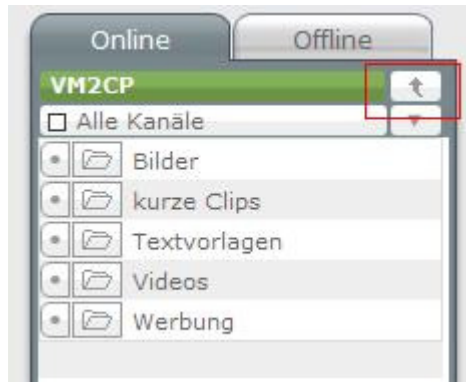 Online Offline
VM2CP
Alle Kanäle
Bilder
kurze Clips
Textvorlagen
Videos
Werbung